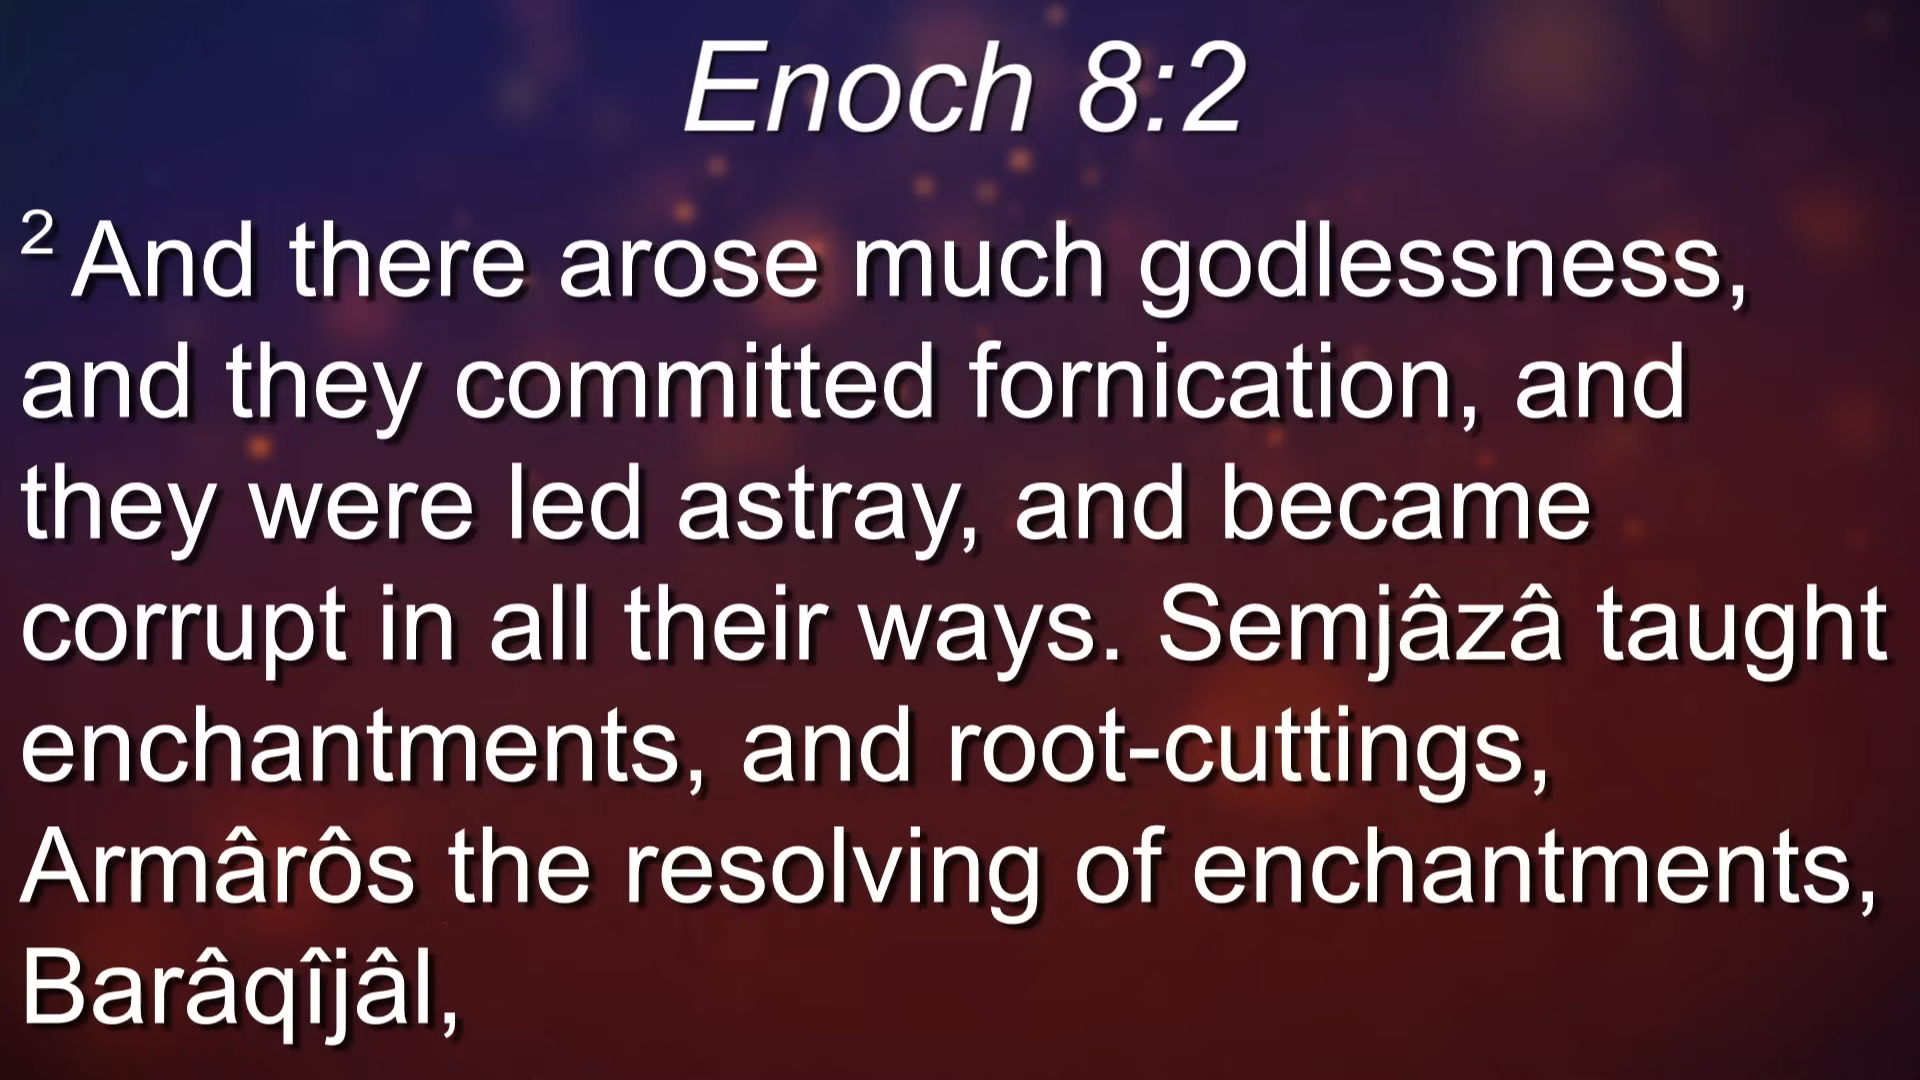 Enoch 8:2
2 And there arose much godlessness,
and they committed fornication, and
they were led astray, and became
corrupt in all their ways. Semjâzâ taught
enchantments, and root-cuttings,
Armârôs the resolving of enchantments,
Barâqîjâl,